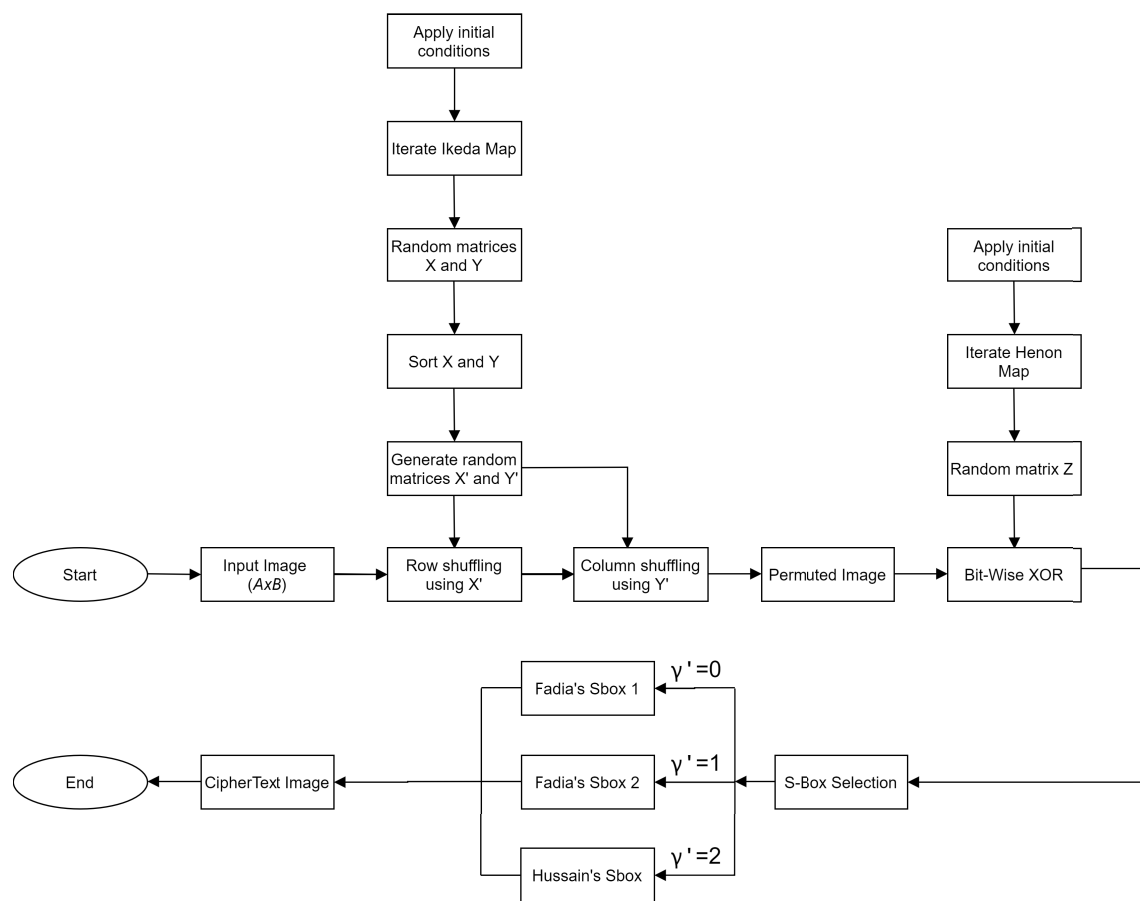 Apply initial
conditions
Iterate Ikeda Map
Random matrices
X and Y
Sort X and Y
Generate random
matrices X' and Y'
Apply initial
conditions
Iterate Henon
Map
Random matrix Z
Start
Input Image
(AxB)
Row shuffling
using X'
Column shuffling
using Y'
Permuted Image
Bit-Wise XOR
Fadia's Sbox 1
γ'=0
End
CipherText Image
Fadia's Sbox 2
γ'=1
S-Box Selection
Hussain's Sbox
γ'=2